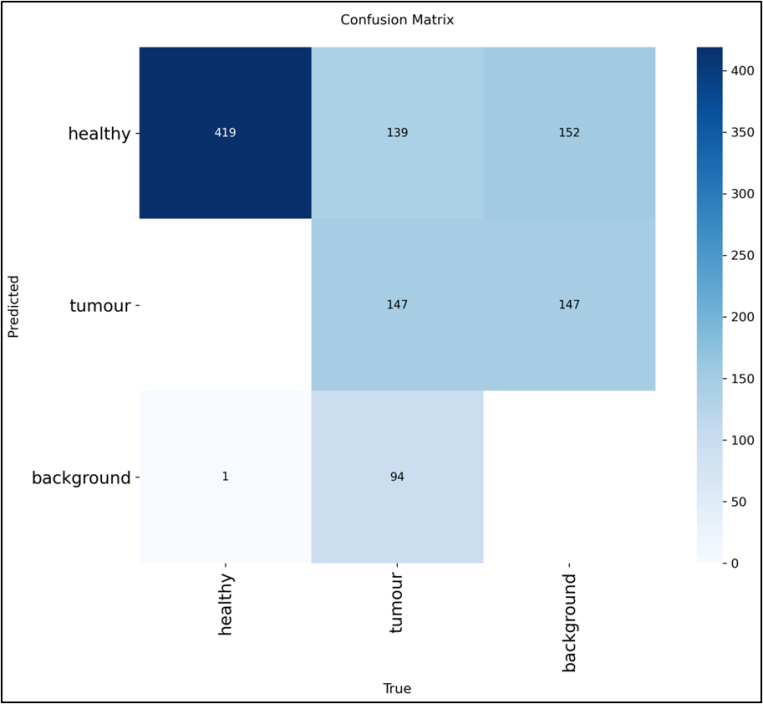 Confusion Matrix
healthy
419
139
152
400
350
300
250
200
150
100
50
0
Predicted
tumour
147
147
background
1
94
healthy
tumour
background
True